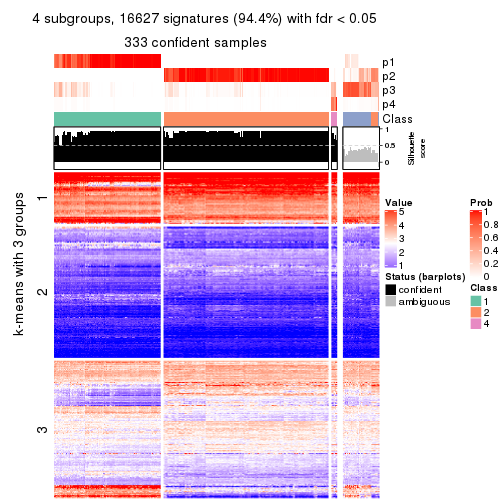 4 subgroups, 16627 signatures (94.4%) with fdr < 0.05
333 confident samples
p1
p2
p3
p4
Class
1
0.5
0
Silhouette
score
k-means with 3 groups
1
2
3
Value
5
4
3
2
1
Status (barplots)
confident
ambiguous
Prob
1
0.8
0.6
0.4
0.2
0
Class
1
2
4